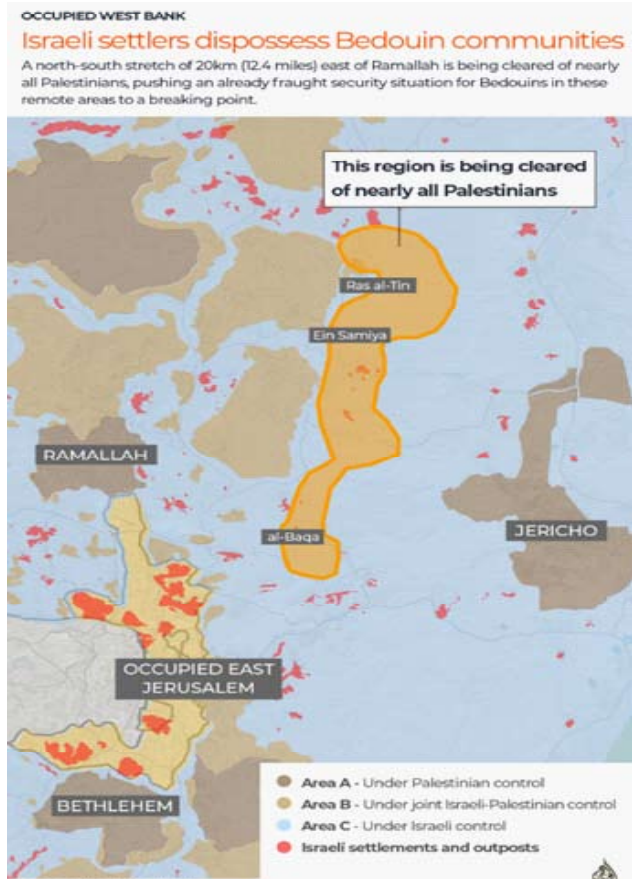 OCCUPIED WEST BANK
Israeli settlers dispossess Bedouin communities
A north-south stretch of 20km (12.4 miles) east of Ramallah is being cleared of nearly
all Palestinians, pushing an already fraught security situation for Bedouins in these
remote areas to a breaking point.
This region is being cleared
of nearly all Palestinians
Ras al-Tin
Ein Samiya
RAMALLAH
al-Baqa
JERICHO
OCCUPIED EAST
JERUSALEM
BETHLEHEM
Area A - Under Palestinian control
Area B - Under joint Israeli-Palestinian control
Area C - Under Israeli control
Israeli settlements and outposts